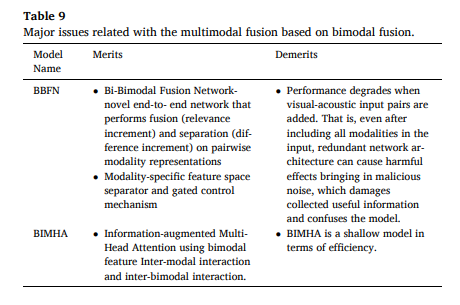 Table 9
Major issues related with the multimodal fusion based on bimodal fusion.
Model Name
Merits
Demerits
BBFN
• Bi-Bimodal Fusion Network-
novel end-to- end network that
performs fusion (relevance
increment) and separation (dif-
ference increment) on pairwise
modality representations
• Modality-specific feature space
separator and gated control
mechanism
• Performance degrades when
visual-acoustic input pairs are
added. That is, even after
including all modalities in the
input, redundant network ar-
chitecture can cause harmful
effects bringing in malicious
noise, which damages
collected useful information
and confuses the model.
BIMHA
• Information-augmented Multi-
Head Attention using bimodal
feature Inter-modal interaction
and inter-bimodal interaction.
• BIMHA is a shallow model in
terms of efficiency.